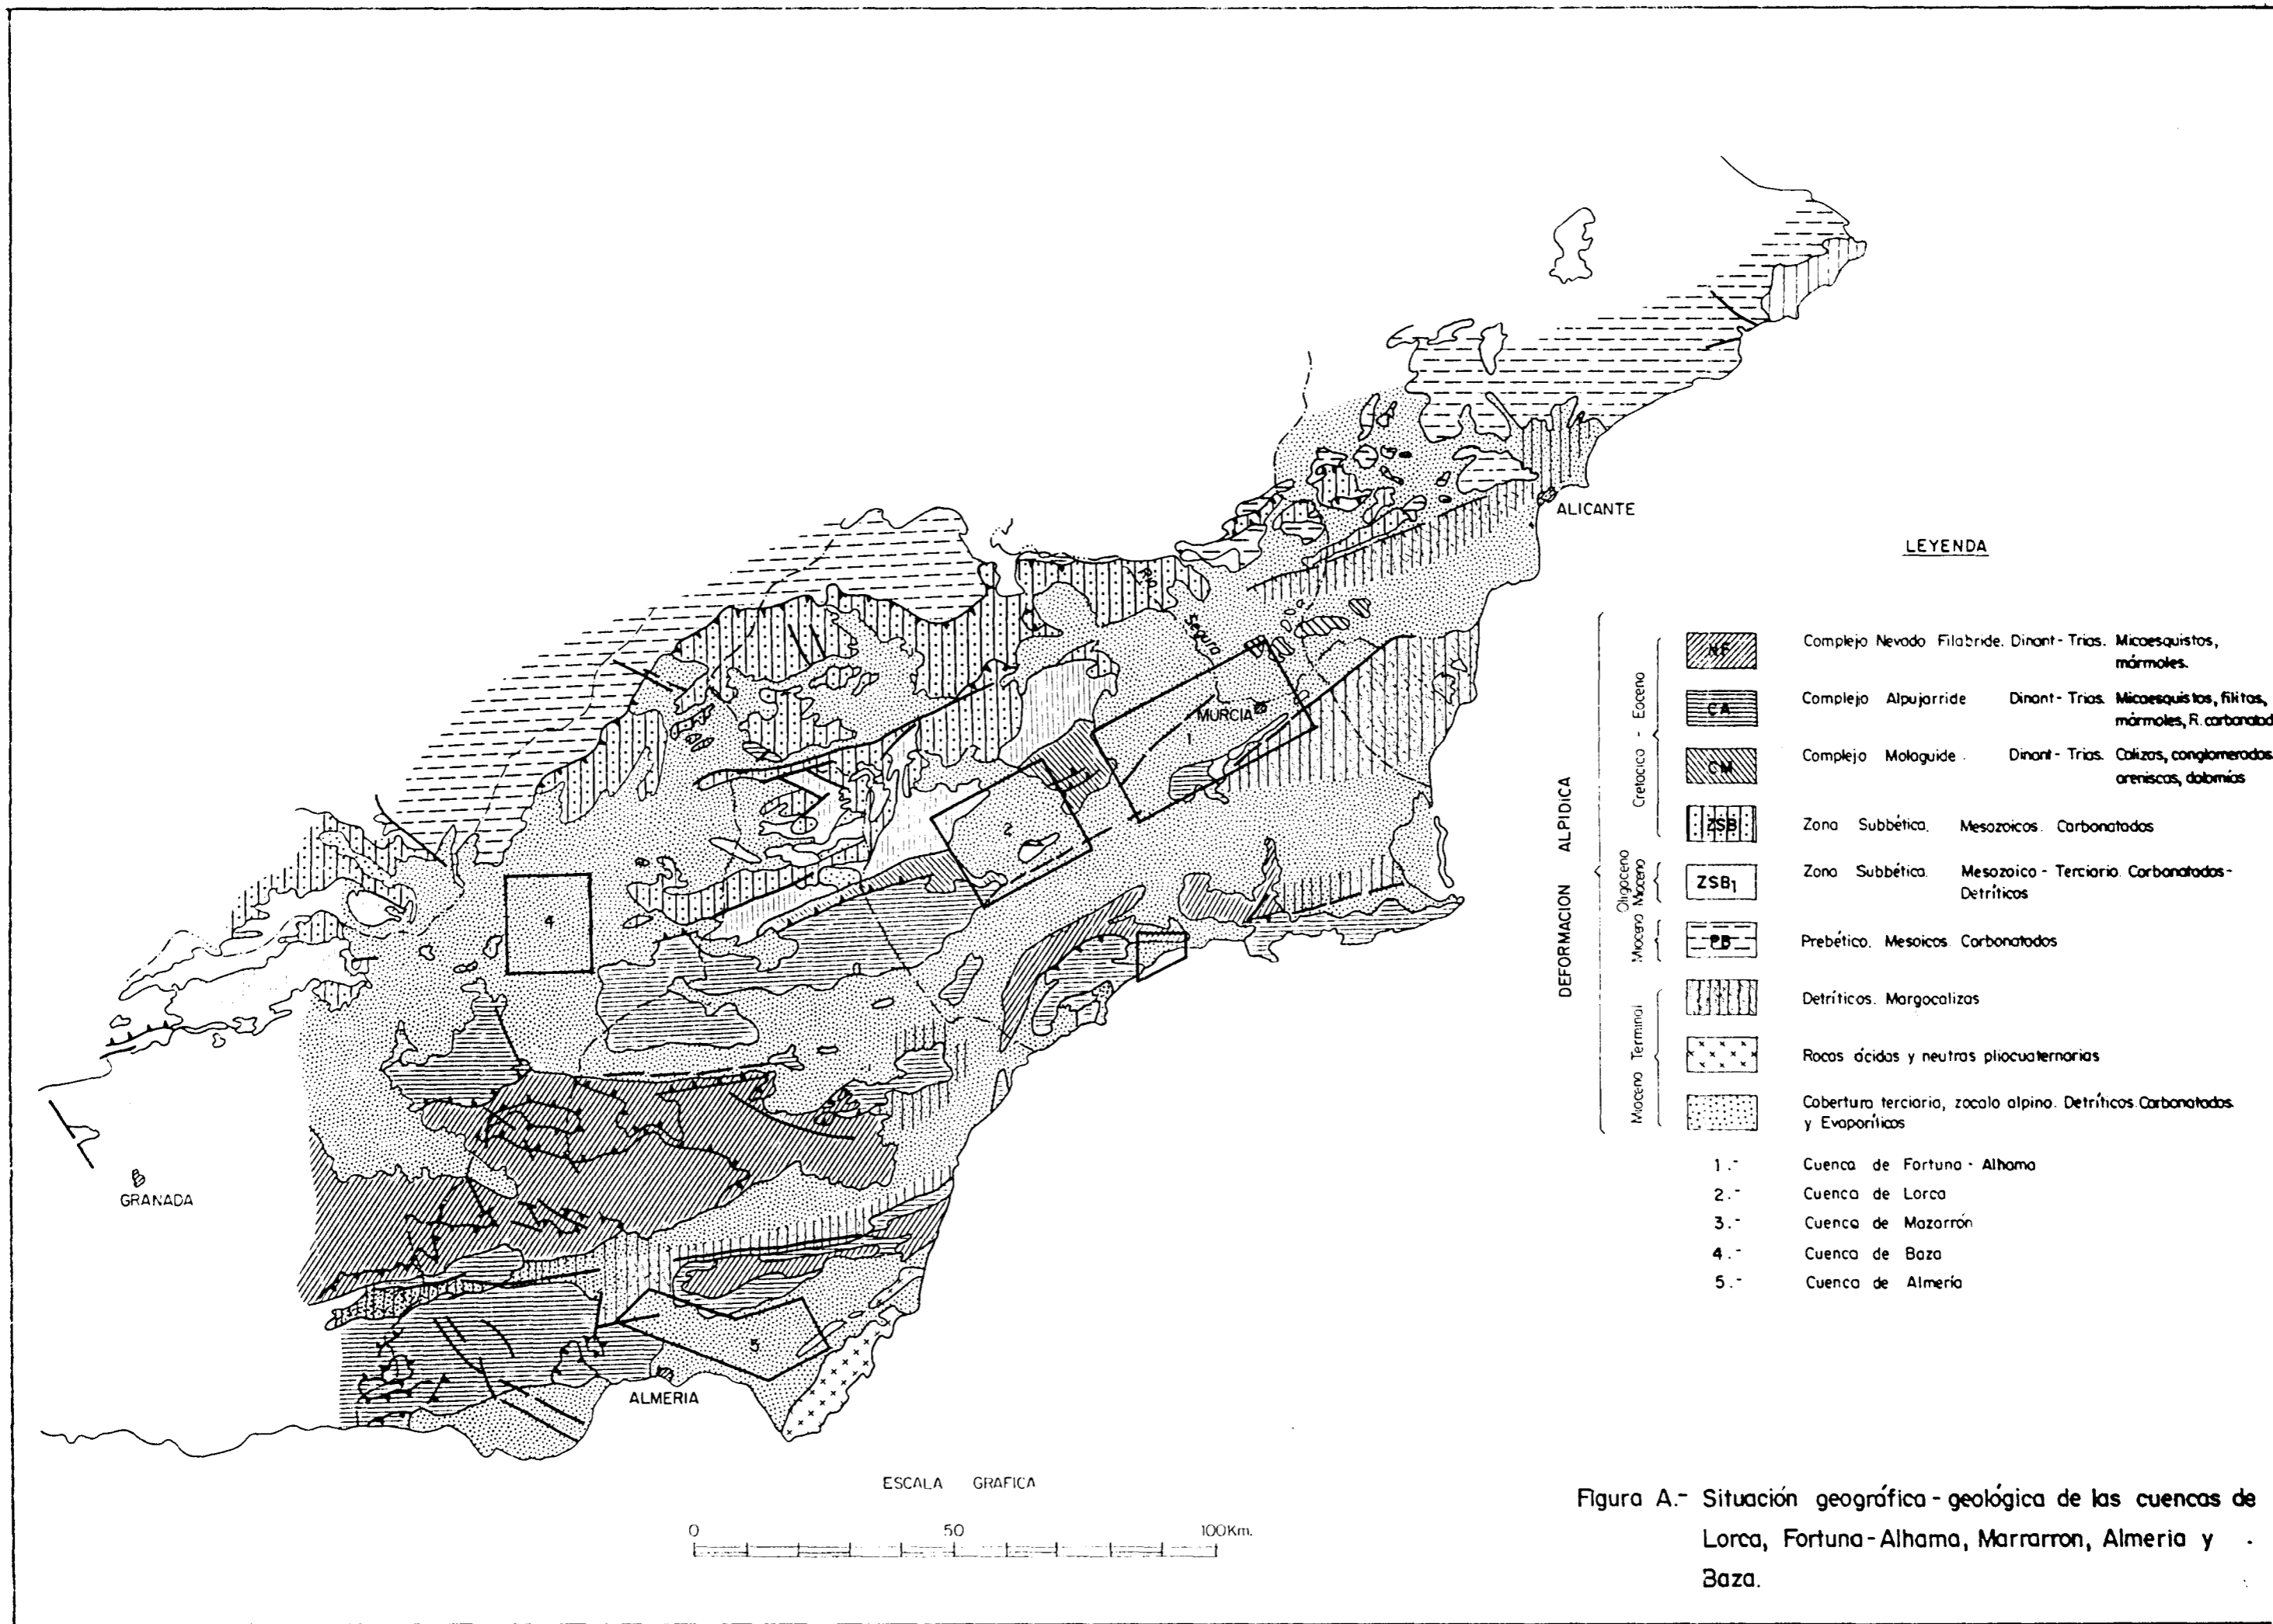 ALICANTE
Rio
Segura
MURCIA
1
2
4
GRANADA
5
ALMERIA
LEYENDA
DEFORMACION ALPIDICA
Cretacico - Eoceno
Oligoceno
Mioceno
Mioceno
Mioceno Terminal
NF
Complejo Nevado Filabride. Dinant - Trias. Micaesquistos,
mármoles.
CA
Complejo Alpujarride Dinant - Trias. Micaesquistos, filitas,
mármoles, R. carbonatad
CM
Complejo Malaguide. Dinant - Trias. Calizas, conglomerados
areniscas, dolomías
ZSB
Zona Subbética. Mesozoicos. Carbonatados
ZSB1
Zona Subbética. Mesozoico - Terciario. Carbonatados-
Detríticos
PB
Prebético. Mesoicos. Carbonatados
Detríticos. Margocalizas
Rocas ácidas y neutras pliocuaternarias
Cobertura terciaria, zocalo alpino. Detríticos. Carbonatados
y Evaporíticos
1.- Cuenca de Fortuna - Alhama
2.- Cuenca de Lorca
3.- Cuenca de Mazarrón
4.- Cuenca de Baza
5.- Cuenca de Almería
ESCALA GRAFICA
0 50 100Km.
Figura A.- Situación geográfica - geológica de las cuencas de
Lorca, Fortuna - Alhama, Marrarron, Almeria y
Baza.